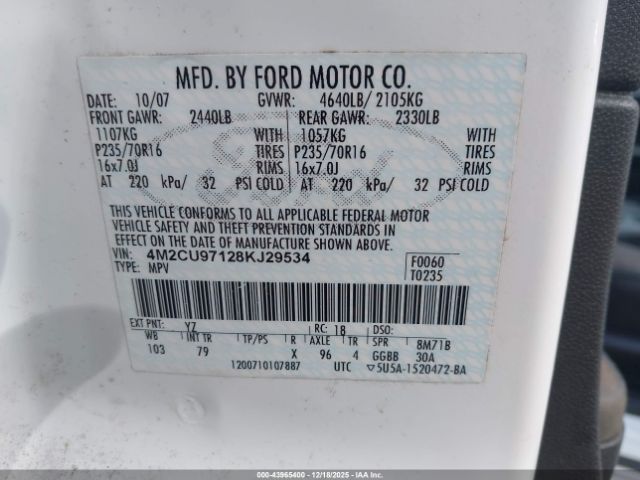 MFD. BY FORD MOTOR CO.
DATE: 10/07 GVWR: 4640LB/ 2105KG
FRONT GAWR: 2440LB REAR GAWR: 2330LB
1107KG WITH 1057KG WITH
P235/70R16 TIRES P235/70R16 TIRES
16x7.0J RIMS 16x7.0J RIMS
AT 220 kPa/ 32 PSI COLD AT 220 kPa/ 32 PSI COLD
THIS VEHICLE CONFORMS TO ALL APPLICABLE FEDERAL MOTOR
VEHICLE SAFETY AND THEFT PREVENTION STANDARDS IN
EFFECT ON THE DATE OF MANUFACTURE SHOWN ABOVE.
VIN: 4M2CU97128KJ29534 F0060
TYPE: MPV T0235
EXT PNT: YZ RC: 18 DSO:
WB INT TR TP/PS R AXLE TR SPR 8M71B
103 79 X 96 4 GGBB 30A
1200710107887 UTC ▽5U5A-1520472-BA
000-43965400 - 12/18/2025 - IAAI.CA